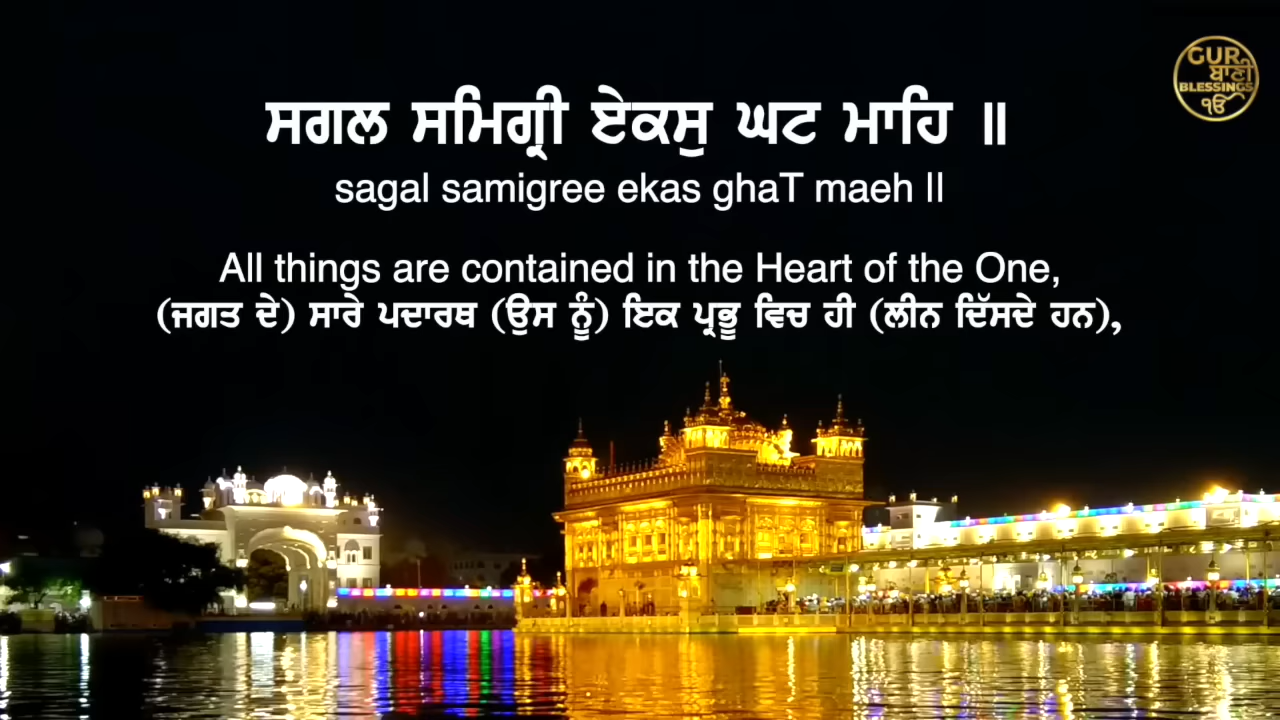 GUR
ਬਾਣੀ
BLESSINGS
ੴ
ਸਗਲ ਸਮਿਗ੍ਰੀ ਏਕਸੁ ਘਟ ਮਾਹਿ ॥
sagal samigree ekas ghaT maeh ll
All things are contained in the Heart of the One,
(ਜਗਤ ਦੇ) ਸਾਰੇ ਪਦਾਰਥ (ਉਸ ਨੂੰ) ਇਕ ਪ੍ਰਭੂ ਵਿਚ ਹੀ (ਲੀਨ ਦਿੱਸਦੇ ਹਨ),